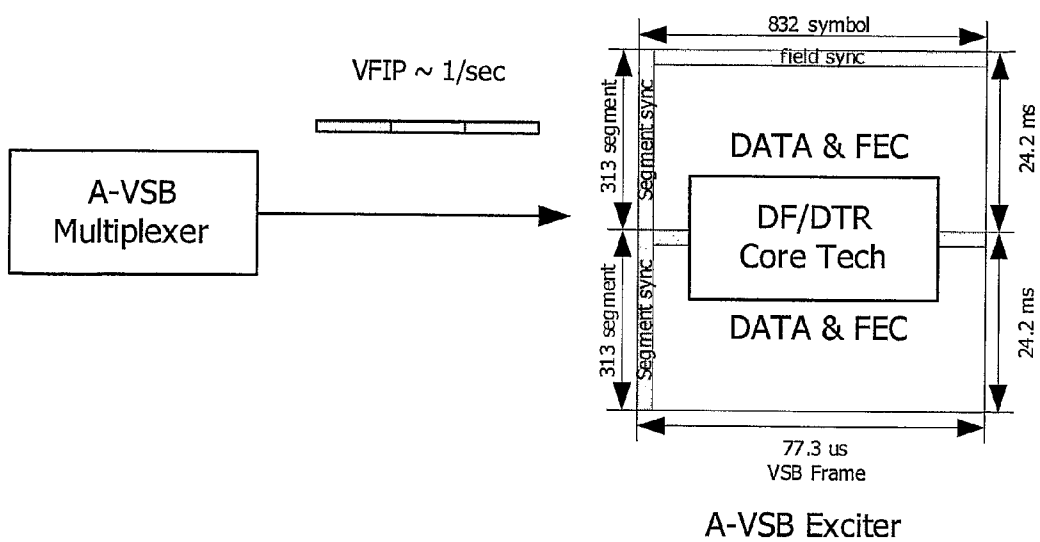 VFIP ~ 1/sec
A-VSB
Multiplexer
832 symbol
field sync
313 segment
Segment sync
24.2 ms
DATA & FEC
DF/DTR
Core Tech
313 segment
Segment sync
24.2 ms
DATA & FEC
77.3 us
VSB Frame
A-VSB Exciter